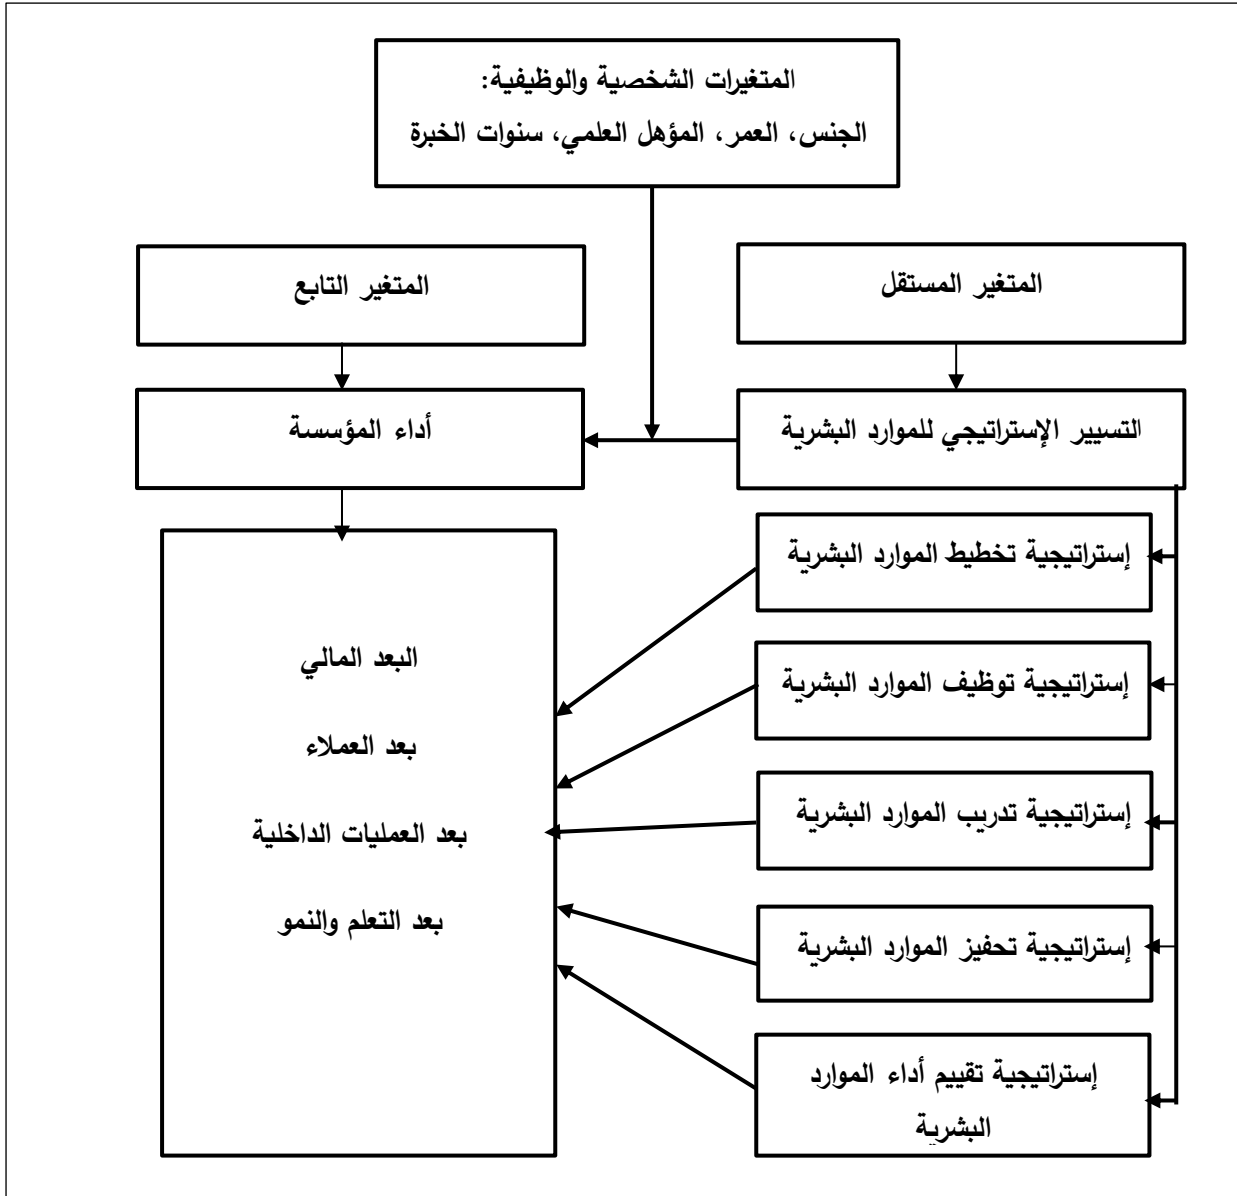 المتغيرات الشخصية والوظيفية:
الجنس، العمر، المؤهل العلمي، سنوات الخبرة
المتغير المستقل
المتغير التابع
التسيير الإستراتيجي للموارد البشرية
أداء المؤسسة
إستراتيجية تخطيط الموارد البشرية
إستراتيجية توظيف الموارد البشرية
إستراتيجية تدريب الموارد البشرية
إستراتيجية تحفيز الموارد البشرية
إستراتيجية تقييم أداء الموارد
البشرية
البعد المالي
بعد العملاء
بعد العمليات الداخلية
بعد التعلم والنمو